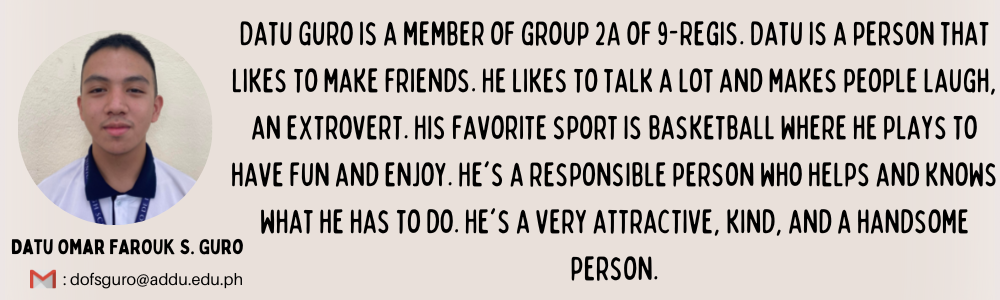 DATU GURO IS A MEMBER OF GROUP 2A OF 9-REGIS. DATU IS A PERSON THAT
LIKES TO MAKE FRIENDS. HE LIKES TO TALK A LOT AND MAKES PEOPLE LAUGH,
AN EXTROVERT. HIS FAVORITE SPORT IS BASKETBALL WHERE HE PLAYS TO
HAVE FUN AND ENJOY. HE'S A RESPONSIBLE PERSON WHO HELPS AND KNOWS
WHAT HE HAS TO DO. HE'S A VERY ATTRACTIVE, KIND, AND A HANDSOME
PERSON.
DATU OMAR FAROUK S. GURO
: dofsguro@addu.edu.ph